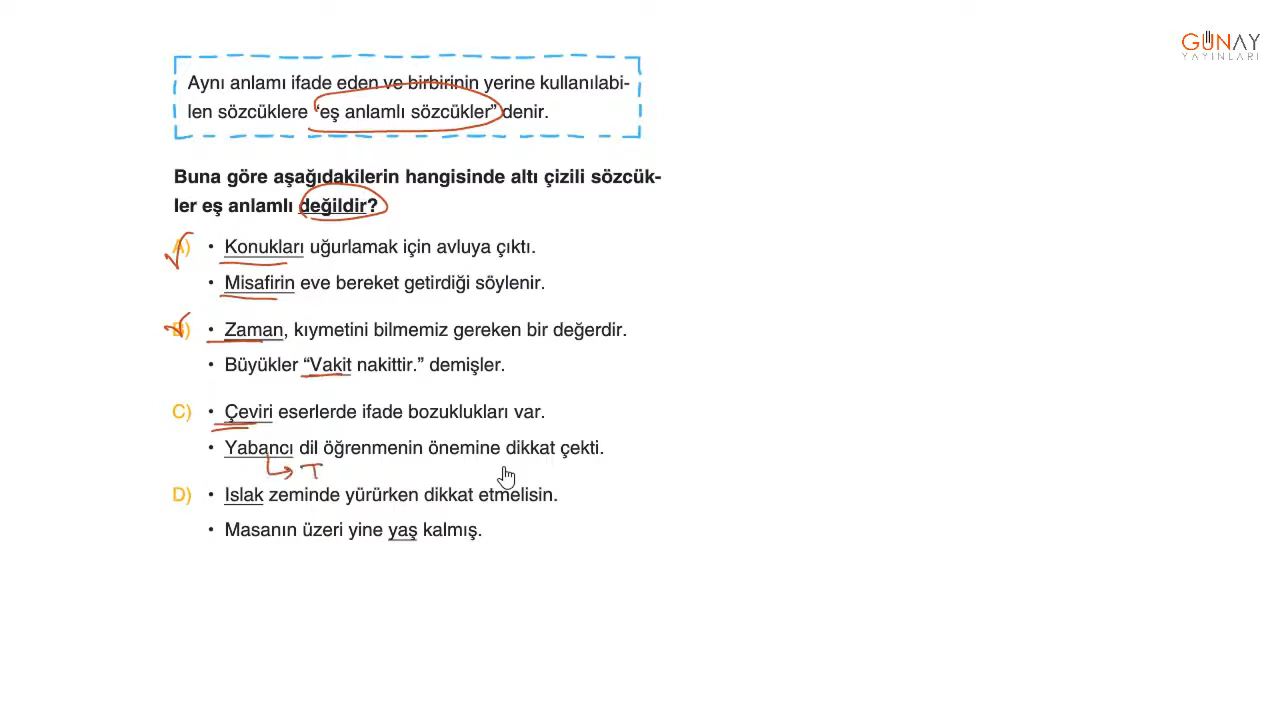 GÜNAY
YAYINLARI
Aynı anlamı ifade eden ve birbirinin yerine kullanılabi-
len sözcüklere "eş anlamlı sözcükler" denir.
Buna göre aşağıdakilerin hangisinde altı çizili sözcük-
ler eş anlamlı değildir?
A) • Konukları uğurlamak için avluya çıktı.
• Misafirin eve bereket getirdiği söylenir.
B) • Zaman, kıymetini bilmemiz gereken bir değerdir.
• Büyükler “Vakit nakittir.” demişler.
C) • Çeviri eserlerde ifade bozuklukları var.
• Yabancı dil öğrenmenin önemine dikkat çekti.
T
D) • Islak zeminde yürürken dikkat etmelisin.
• Masanın üzeri yine yaş kalmış.